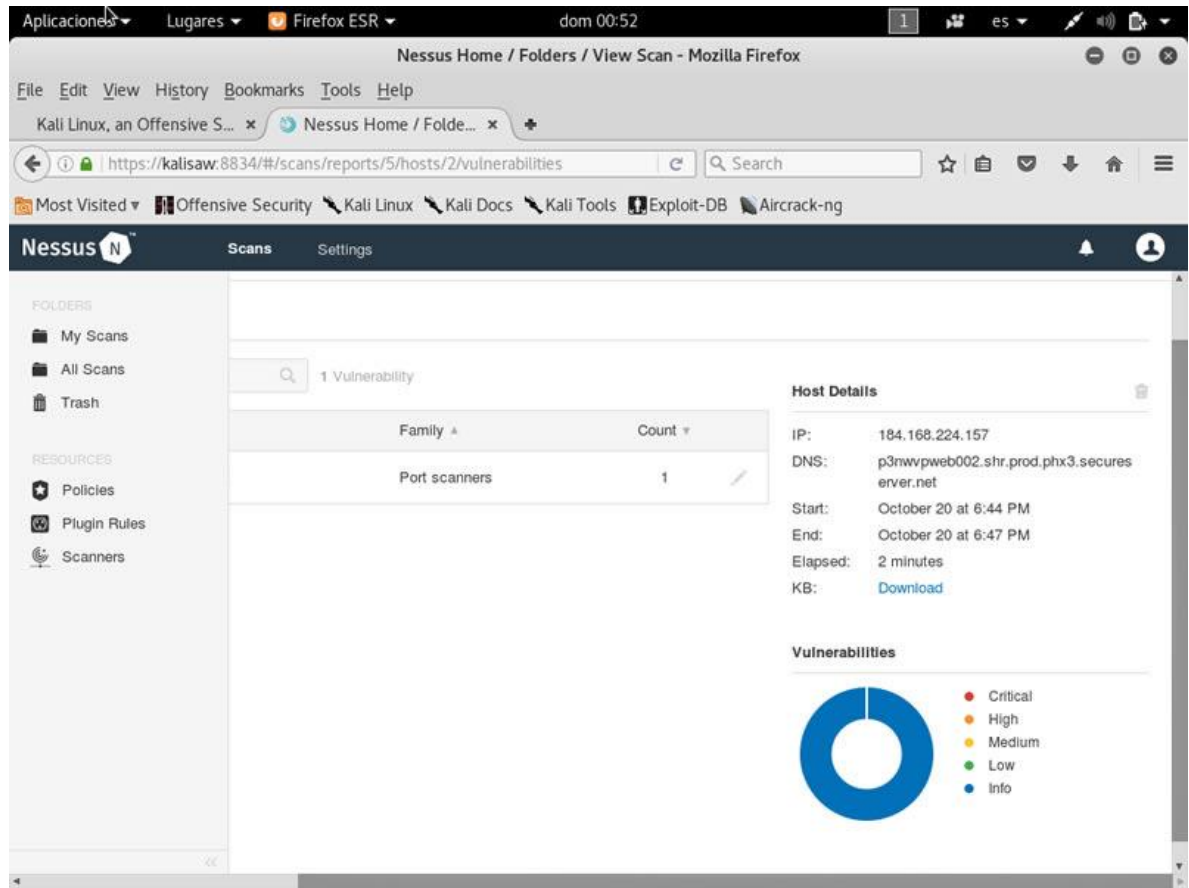 Aplicaciones Lugares Firefox ESR dom 00:52 1 es
Nessus Home / Folders / View Scan - Mozilla Firefox
File Edit View History Bookmarks Tools Help
Kali Linux, an Offensive S... Nessus Home / Folde...
https://kalisaw:8834/#/scans/reports/5/hosts/2/vulnerabilities Search
Most Visited Offensive Security Kali Linux Kali Docs Kali Tools Exploit-DB Aircrack-ng
Nessus N ™ Scans Settings
FOLDERS
My Scans
All Scans
Trash
RESOURCES
Policies
Plugin Rules
Scanners
1 Vulnerability
Family Count
Port scanners 1
Host Details
IP: 184.168.224.157
DNS: p3nwvpweb002.shr.prod.phx3.secures
erver.net
Start: October 20 at 6:44 PM
End: October 20 at 6:47 PM
Elapsed: 2 minutes
KB: Download
Vulnerabilities
Critical
High
Medium
Low
Info